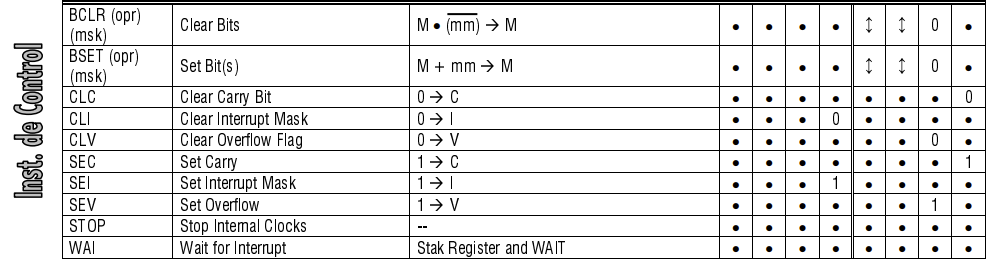 Inst. de Control
BCLR (opr) (msk) Clear Bits M • (mm) → M • • • • ↕ ↕ 0 •
BSET (opr) (msk) Set Bit(s) M + mm → M • • • • ↕ ↕ 0 •
CLC Clear Carry Bit 0 → C • • • • • • • 0
CLI Clear Interrupt Mask 0 → I • • • 0 • • • •
CLV Clear Overflow Flag 0 → V • • • • • • 0 •
SEC Set Carry 1 → C • • • • • • • 1
SEI Set Interrupt Mask 1 → I • • • 1 • • • •
SEV Set Overflow 1 → V • • • • • • 1 •
STOP Stop Internal Clocks -- • • • • • • • •
WAI Wait for Interrupt Stak Register and WAIT • • • • • • • •